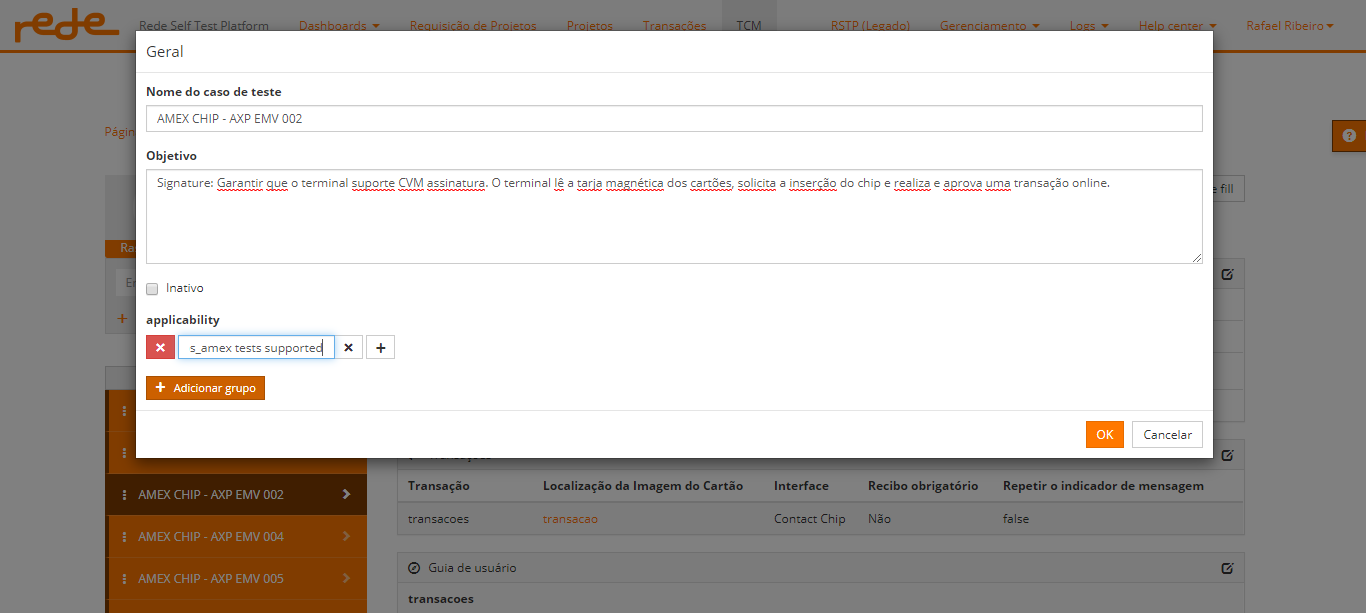 rede Rede Self Test Platform Dashboards Requisição de Projetos Projetos Transações TCM RSTP (Legado) Gerenciamento Logs Help center Rafael Ribeiro
Geral
Nome do caso de teste
AMEX CHIP - AXP EMV 002
Págin
Objetivo
Signature: Garantir que o terminal suporte CVM assinatura. O terminal lê a tarja magnética dos cartões, solicita a inserção do chip e realiza e aprova uma transação online.
e fill
Ra
En
Inativo
+
applicability
s_amex tests supported
+
+ Adicionar grupo
OK Cancelar
Transação Localização da Imagem do Cartão Interface Recibo obrigatório Repetir o indicador de mensagem
AMEX CHIP - AXP EMV 002
transacoes transacao Contact Chip Não false
AMEX CHIP - AXP EMV 004
Guia de usuário
AMEX CHIP - AXP EMV 005
transacoes